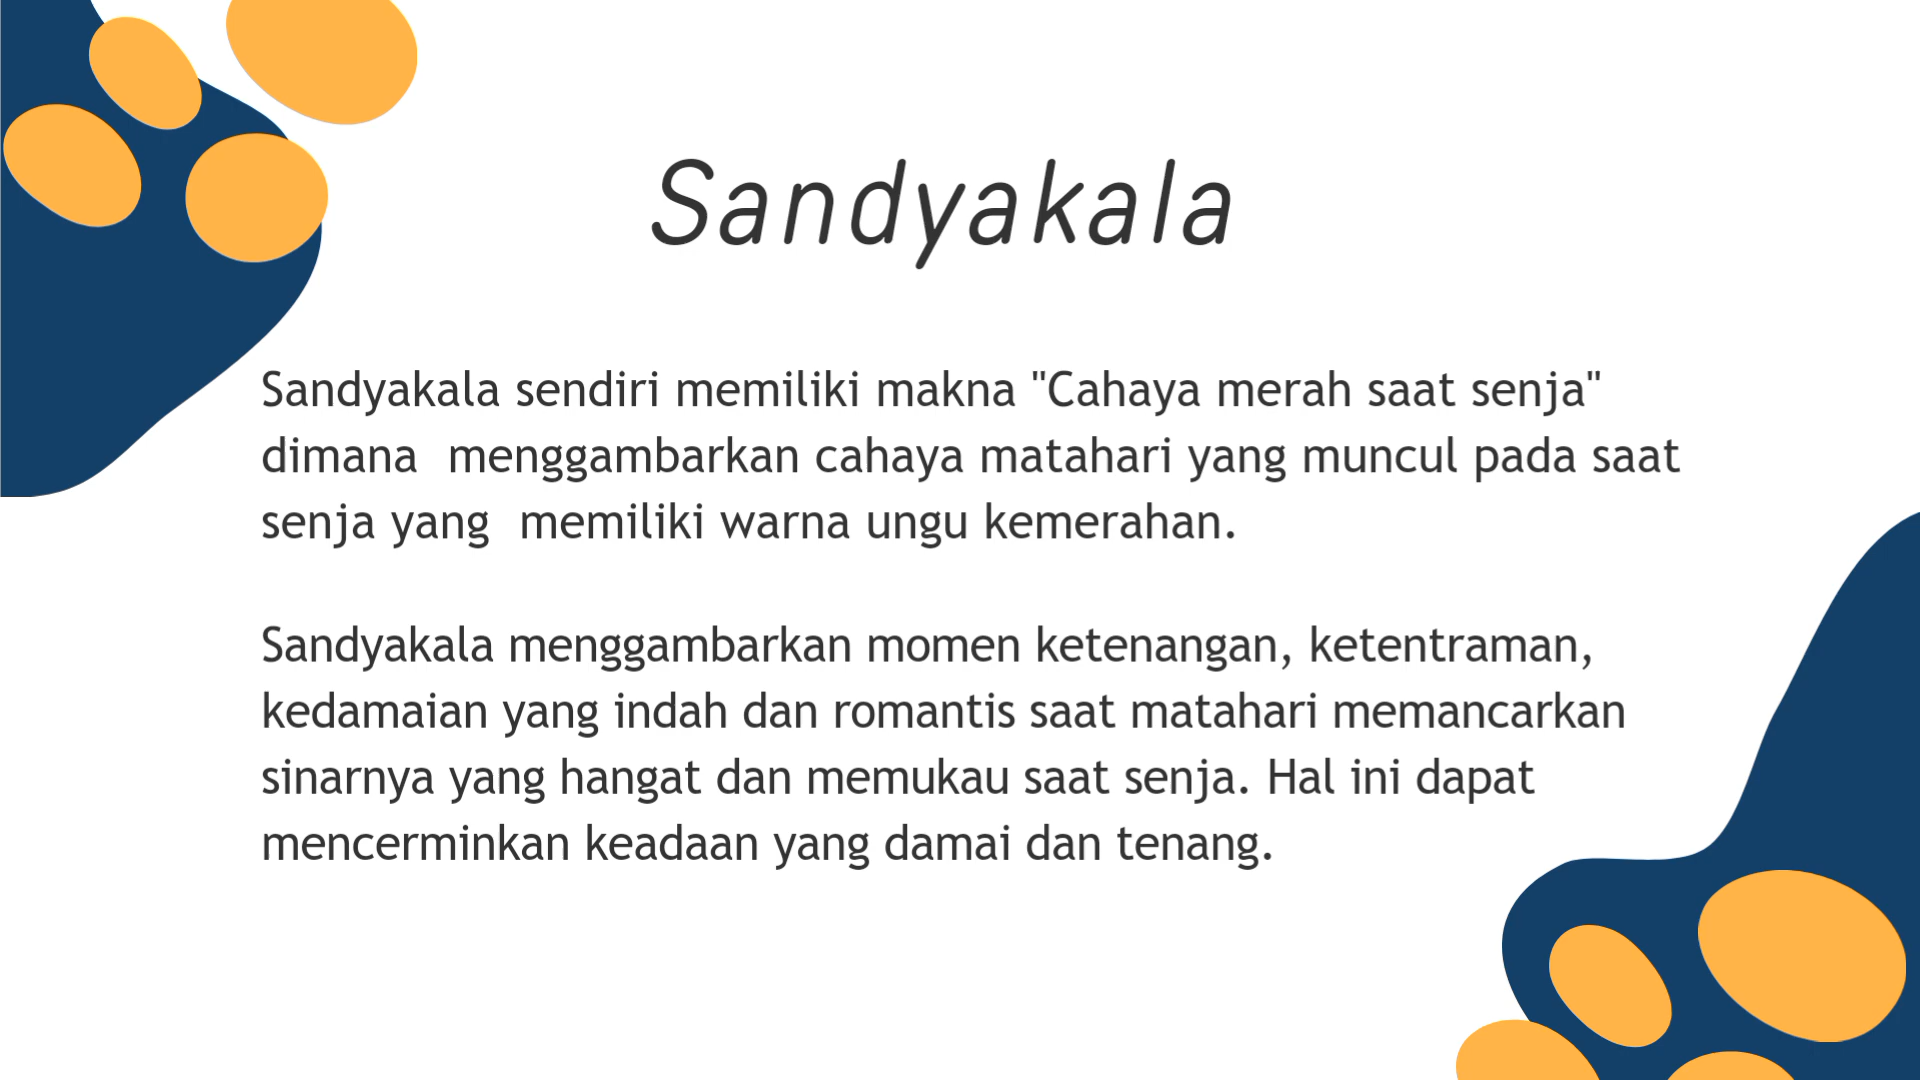 Sandyakala
Sandyakala sendiri memiliki makna "Cahaya merah saat senja"
dimana  menggambarkan cahaya matahari yang muncul pada saat
senja yang  memiliki warna ungu kemerahan.
Sandyakala menggambarkan momen ketenangan, ketentraman,
kedamaian yang indah dan romantis saat matahari memancarkan
sinarnya yang hangat dan memukau saat senja. Hal ini dapat
mencerminkan keadaan yang damai dan tenang.